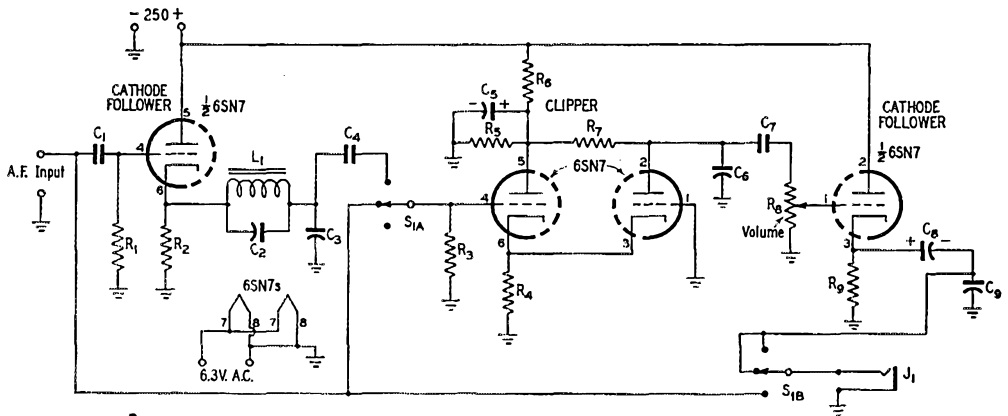 - 250 +
CATHODE
FOLLOWER
½ 6SN7
5
4
6
C1
A.F. Input
R1
R2
L1
C2
C3
C4
S1A
6SN7s
7
8
7
8
6.3V. A.C.
R3
C5
- +
R5
R6
CLIPPER
R7
6SN7
5
4
6
2
1
3
R4
C6
C7
R8
Volume
CATHODE
FOLLOWER
½ 6SN7
2
1
3
R9
+ C8 -
C9
S1B
J1